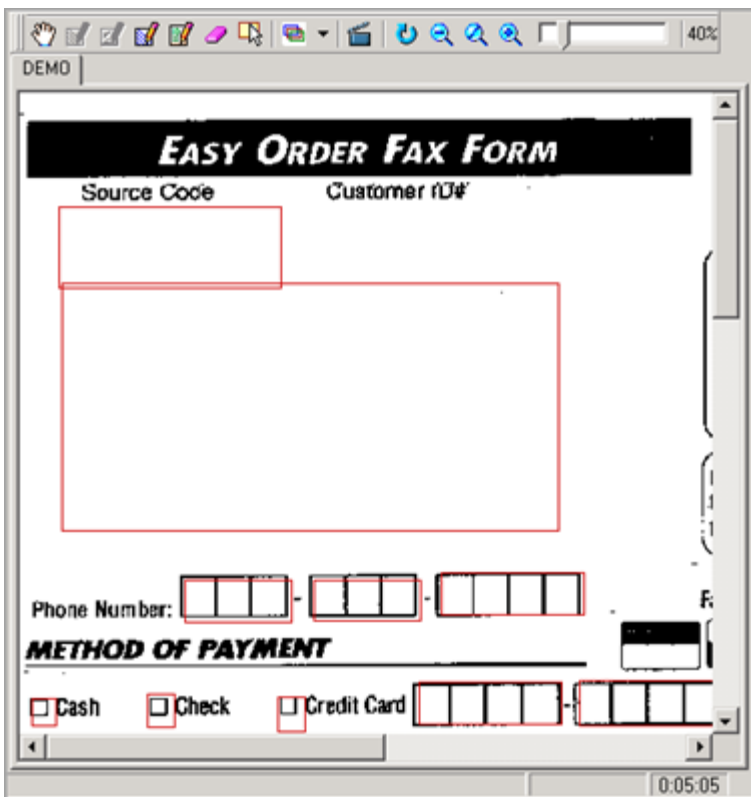 40%
DEMO
EASY ORDER FAX FORM
Source Code Customer ID#
Phone Number: - -
METHOD OF PAYMENT
Cash Check Credit Card -
0:05:05